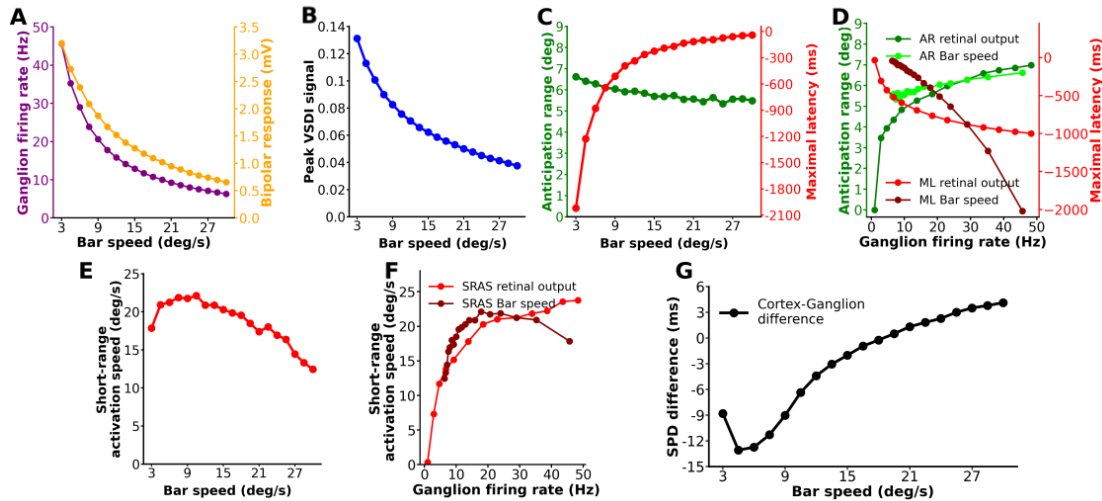 A
Ganglion firing rate (Hz)
50
40
30
20
10
0
3 9 15 21 27
Bar speed (deg/s)
3.5
3.0
2.5
2.0
1.5
1.0
0.5
0.0
Bipolar response (mV)
B
Peak VSDI signal
0.14
0.12
0.10
0.08
0.06
0.04
0.02
0.0
3 9 15 21 27
Bar speed (deg/s)
C
Anticipation range (deg)
9
8
7
6
5
4
3
2
1
0
3 9 15 21 27
Bar speed (deg/s)
0
−300
−600
−900
−1200
−1500
−1800
−2100
Maximal latency (ms)
D
Anticipation range (deg)
9
8
7
6
5
4
3
2
1
0
AR retinal output
AR Bar speed
ML retinal output
ML Bar speed
0 10 20 30 40 50
Ganglion firing rate (Hz)
0
−500
−1000
−1500
−2000
Maximal latency (ms)
E
Short-range
activation speed (deg/s)
25
20
15
10
5
0
3 9 15 21 27
Bar speed (deg/s)
F
Short-range
activation speed (deg/s)
25
20
15
10
5
0
SRAS retinal output
SRAS Bar speed
0 10 20 30 40 50
Ganglion firing rate (Hz)
G
SPD difference (ms)
6
3
0
-3
-6
-9
-12
-15
Cortex-Ganglion
difference
3 9 15 21 27
Bar speed (deg/s)